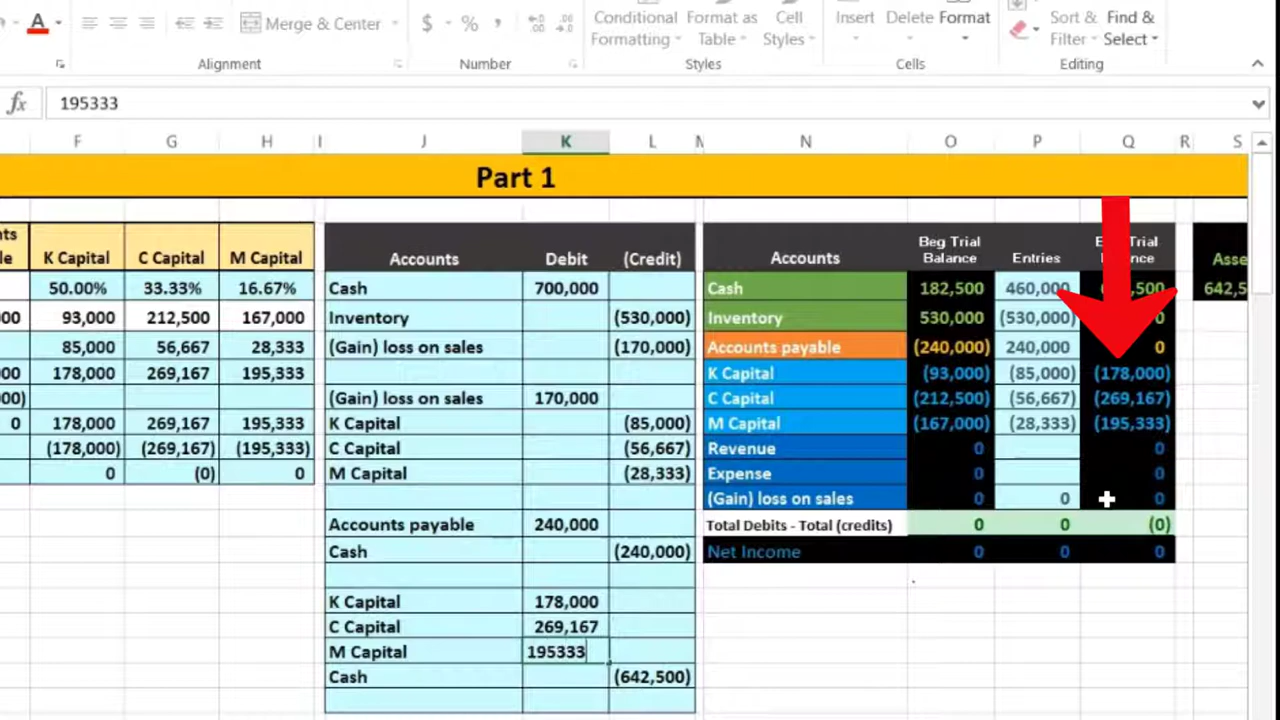 A Merge & Center $ % , .0 .00 .00 .0 Conditional Formatting Format as Table Cell Styles Insert Delete Format Sort & Filter Find & Select
Alignment Number Styles Cells Editing
fx 195333
F G H I J K L M N O P Q R S
Part 1
K Capital C Capital M Capital Accounts Debit (Credit) Accounts Beg Trial Balance Entries Trial
50.00% 33.33% 16.67% Cash 700,000 Cash 182,500 460,000
93,000 212,500 167,000 Inventory (530,000) Inventory 530,000 (530,000) 0
85,000 56,667 28,333 (Gain) loss on sales (170,000) Accounts payable (240,000) 240,000 0
178,000 269,167 195,333 K Capital (93,000) (85,000) (178,000)
(Gain) loss on sales 170,000 C Capital (212,500) (56,667) (269,167)
0 178,000 269,167 195,333 K Capital (85,000) M Capital (167,000) (28,333) (195,333)
(178,000) (269,167) (195,333) C Capital (56,667) Revenue 0 0
0 (0) 0 M Capital (28,333) Expense 0 0
(Gain) loss on sales 0 0 0
Accounts payable 240,000 Total Debits - Total (credits) 0 0 (0)
Cash (240,000) Net Income 0 0 0
K Capital 178,000
C Capital 269,167
M Capital 195333
Cash (642,500)